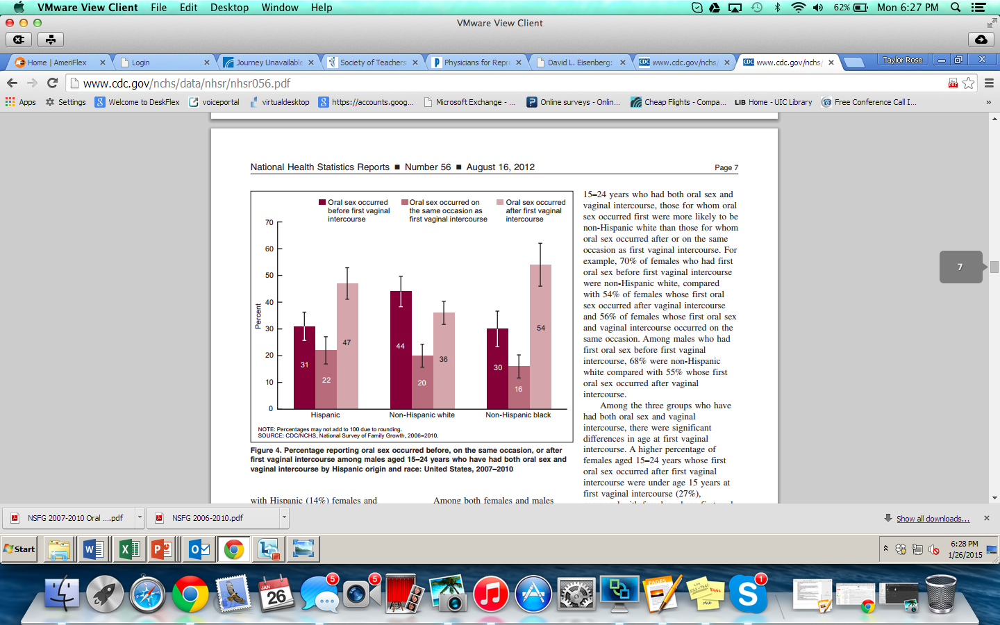 VMware View Client File Edit Desktop Window Help 62% Mon 6:27 PM
VMware View Client
Home | AmeriFlex Login Journey Unavailable Society of Teachers Physicians for Repr David L. Eisenberg: www.cdc.gov/nchs/ www.cdc.gov/nchs/ Taylor Rose
www.cdc.gov/nchs/data/nhsr/nhsr056.pdf
Apps Settings Welcome to DeskFlex voiceportal virtualdesktop https://accounts.goog... Microsoft Exchange - ... Online surveys - Onlin... Cheap Flights - Compa... LIB Home - UIC Library Free Conference Call I... »
National Health Statistics Reports ■ Number 56 ■ August 16, 2012 Page 7
Oral sex occurred
before first vaginal
intercourse
Oral sex occurred on
the same occasion as
first vaginal intercourse
Oral sex occurred
after first vaginal
intercourse
Percent
70
60
50
40
30
20
10
0
31
22
47
44
20
36
30
16
54
Hispanic Non-Hispanic white Non-Hispanic black
NOTE: Percentages may not add to 100 due to rounding.
SOURCE: CDC/NCHS, National Survey of Family Growth, 2006–2010.
Figure 4. Percentage reporting oral sex occurred before, on the same occasion, or after
first vaginal intercourse among males aged 15–24 years who have had both oral sex and
vaginal intercourse by Hispanic origin and race: United States, 2007–2010
with Hispanic (14%) females and
Among both females and males
15–24 years who had both oral sex and
vaginal intercourse, those for whom oral
sex occurred first were more likely to be
non-Hispanic white than those for whom
oral sex occurred after or on the same
occasion as first vaginal intercourse. For
example, 70% of females who had first
oral sex before first vaginal intercourse
were non-Hispanic white, compared
with 54% of females whose first oral
sex occurred after vaginal intercourse
and 56% of females whose first oral sex
and vaginal intercourse occurred on the
same occasion. Among males who had
first oral sex before first vaginal
intercourse, 68% were non-Hispanic
white compared with 55% whose first
oral sex occurred after vaginal
intercourse.
Among the three groups who have
had both oral sex and vaginal
intercourse, there were significant
differences in age at first vaginal
intercourse. A higher percentage of
females aged 15–24 years whose first
oral sex occurred after first vaginal
intercourse were under age 15 years at
first vaginal intercourse (27%),
7
NSFG 2007-2010 Oral ....pdf NSFG 2006-2010.pdf Show all downloads...
Start 6:28 PM
1/26/2015
JAN
26
5
5
PAGES
1